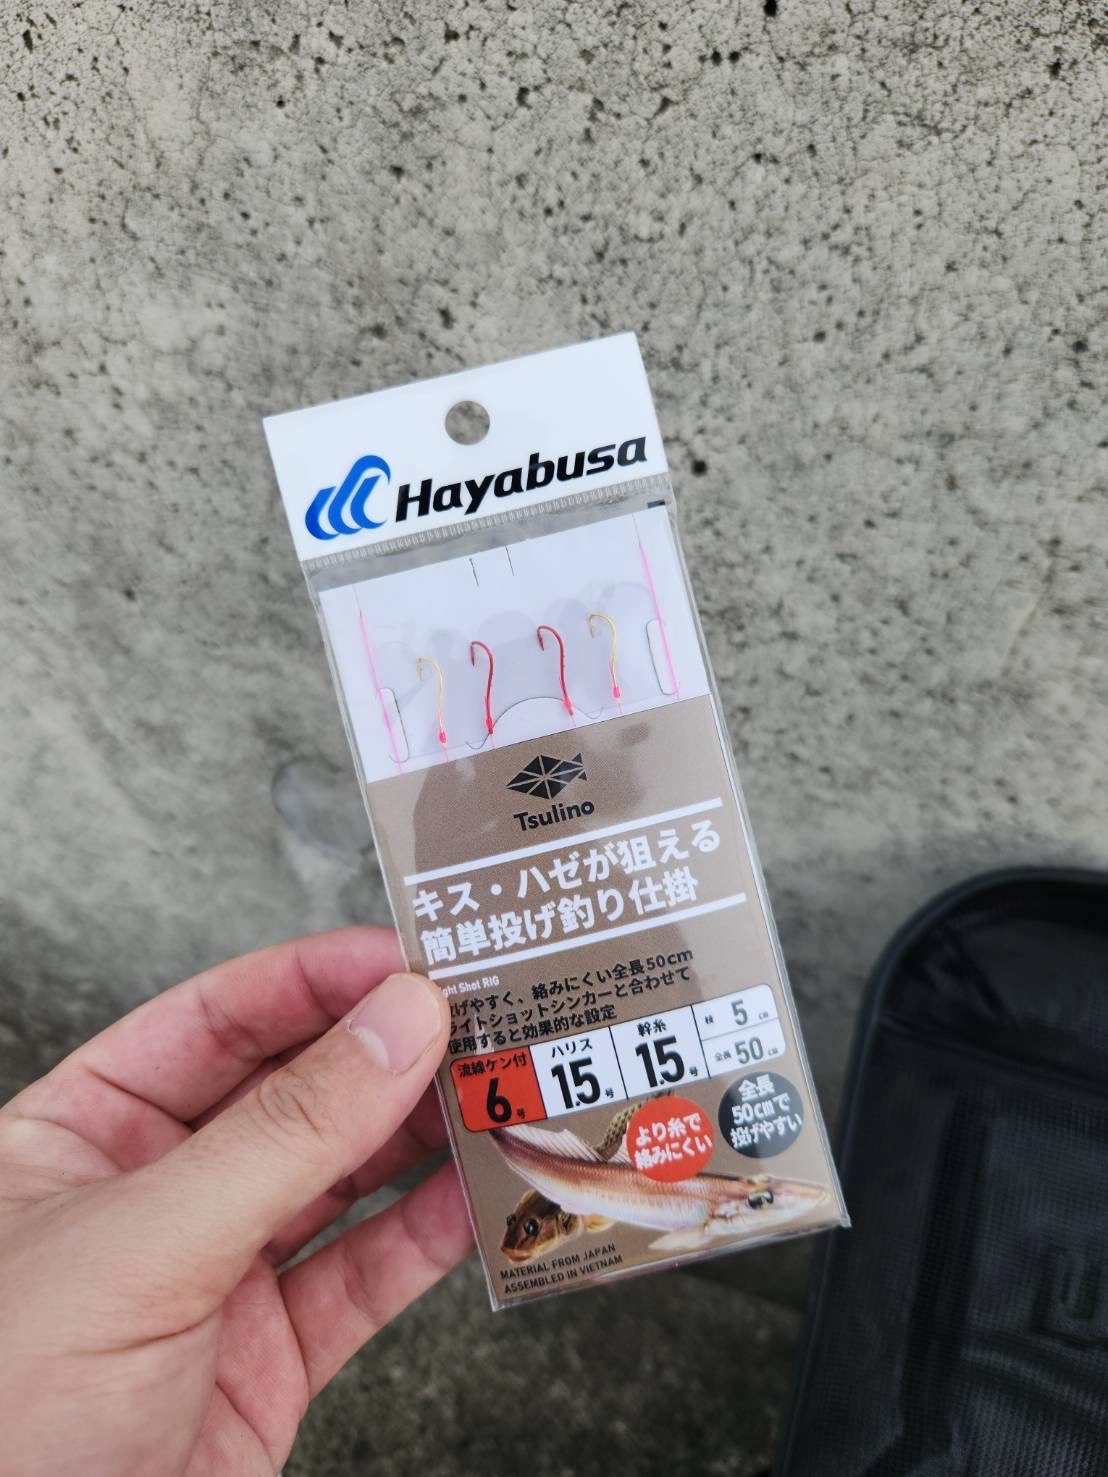 Hayabusa
Tsulino
キス・ハゼが狙える
簡単投げ釣り仕掛
Shot RIG
げやすく、絡みにくい全長50cm
ライトショットシンカーと合わせて
使用すると効果的な設定
流線ケン付
6号
ハリス
1.5号
幹糸
1.5号
枝 5cm
全長 50cm
より糸で
絡みにくい
全長
50cmで
投げやすい
MATERIAL FROM JAPAN
ASSEMBLED IN VIETNAM